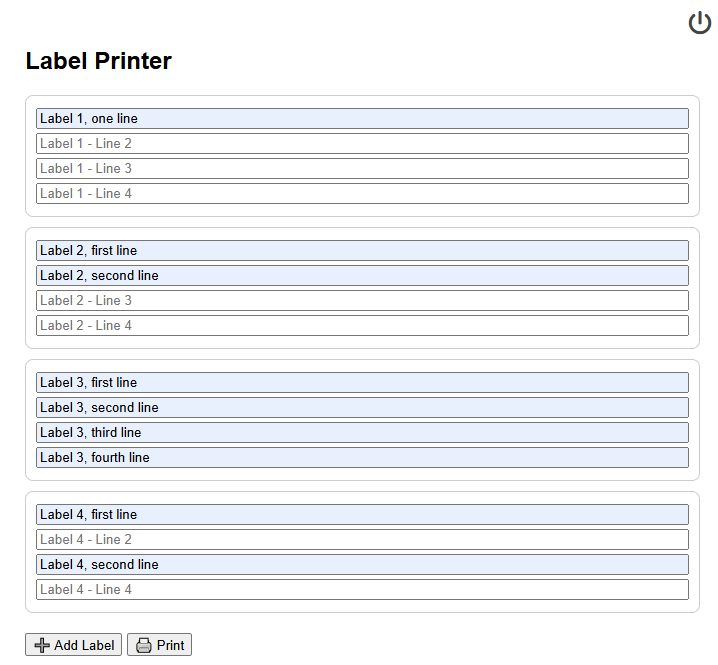 Label Printer
Label 1, one line
Label 1 - Line 2
Label 1 - Line 3
Label 1 - Line 4
Label 2, first line
Label 2, second line
Label 2 - Line 3
Label 2 - Line 4
Label 3, first line
Label 3, second line
Label 3, third line
Label 3, fourth line
Label 4, first line
Label 4 - Line 2
Label 4, second line
Label 4 - Line 4
Add Label Print